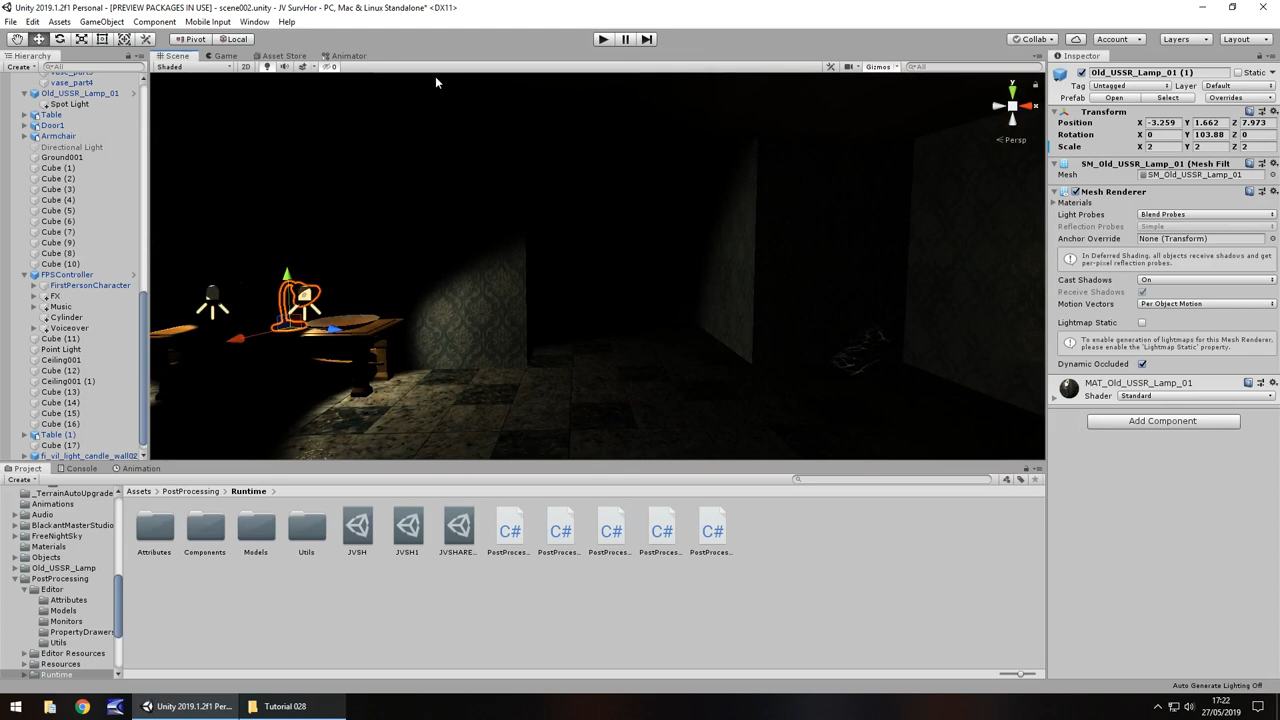 Unity 2019.1.2f1 Personal - [PREVIEW PACKAGES IN USE] - scene002.unity - JV SurvHor - PC, Mac & Linux Standalone* <DX11>
File Edit Assets GameObject Component Mobile Input Window Help
Pivot Local Collab Account Layers Layout
Hierarchy Scene Game Asset Store Animator Inspector
Create All Shaded 2D 0 Gizmos All
vase_part4
Old_USSR_Lamp_01
Spot Light
Table
Door1
Armchair
Directional Light
Ground001
Cube (1)
Cube (2)
Cube (3)
Cube (4)
Cube (5)
Cube (6)
Cube (7)
Cube (9)
Cube (8)
Cube (10)
FPSController
FirstPersonCharacter
FX
Music
Cylinder
Voiceover
Cube (11)
Point Light
Ceiling001
Cube (12)
Ceiling001 (1)
Cube (13)
Cube (14)
Cube (15)
Cube (16)
Table (1)
Cube (17)
fi_vil_light_candle_wall02
y
x
Persp
Old_USSR_Lamp_01 (1) Static
Tag Untagged Layer Default
Prefab Open Select Overrides
Transform
Position X -3.259 Y 1.662 Z 7.973
Rotation X 0 Y 103.88 Z 0
Scale X 2 Y 2 Z 2
SM_Old_USSR_Lamp_01 (Mesh Filt
Mesh SM_Old_USSR_Lamp_01
Mesh Renderer
Materials
Light Probes Blend Probes
Reflection Probes Simple
Anchor Override None (Transform)
In Deferred Shading, all objects receive shadows and get
per-pixel reflection probes.
Cast Shadows On
Receive Shadows
Motion Vectors Per Object Motion
Lightmap Static
To enable generation of lightmaps for this Mesh Renderer,
please enable the 'Lightmap Static' property.
Dynamic Occluded
MAT_Old_USSR_Lamp_01
Shader Standard
Add Component
Project Console Animation
Create
_TerrainAutoUpgrade
Animations
Audio
BlackantMasterStudio
FreeNightSky
Materials
Objects
Old_USSR_Lamp
PostProcessing
Editor
Attributes
Models
Monitors
PropertyDrawers
Utils
Editor Resources
Resources
Runtime
Assets PostProcessing Runtime
Attributes Components Models Utils JVSH JVSH1 JVSHARE... PostProces... PostProces... PostProces... PostProces... PostProces...
C# C# C# C# C#
Auto Generate Lighting Off
Unity 2019.1.2f1 Per... Tutorial 028
17:22
27/05/2019